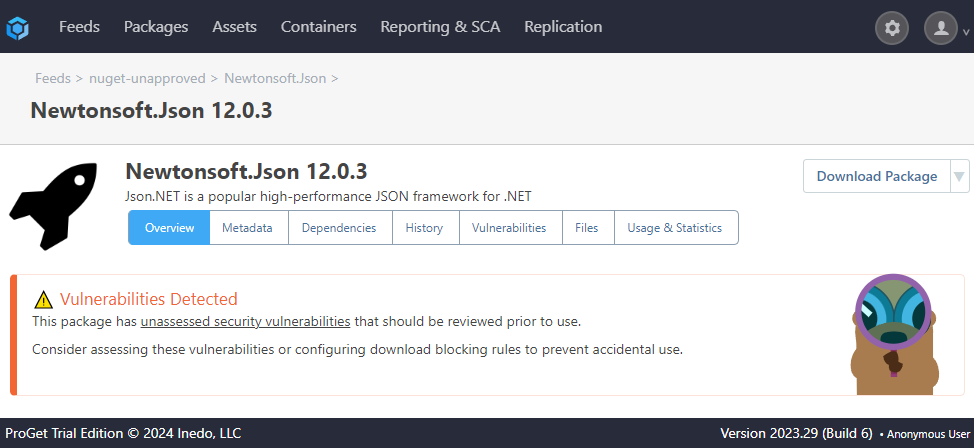 Feeds Packages Assets Containers Reporting & SCA Replication
Feeds > nuget-unapproved > Newtonsoft.Json >
Newtonsoft.Json 12.0.3
Newtonsoft.Json 12.0.3
Download Package
Json.NET is a popular high-performance JSON framework for .NET
Overview Metadata Dependencies History Vulnerabilities Files Usage & Statistics
Vulnerabilities Detected
This package has unassessed security vulnerabilities that should be reviewed prior to use.
Consider assessing these vulnerabilities or configuring download blocking rules to prevent accidental use.
ProGet Trial Edition © 2024 Inedo, LLC Version 2023.29 (Build 6) • Anonymous User